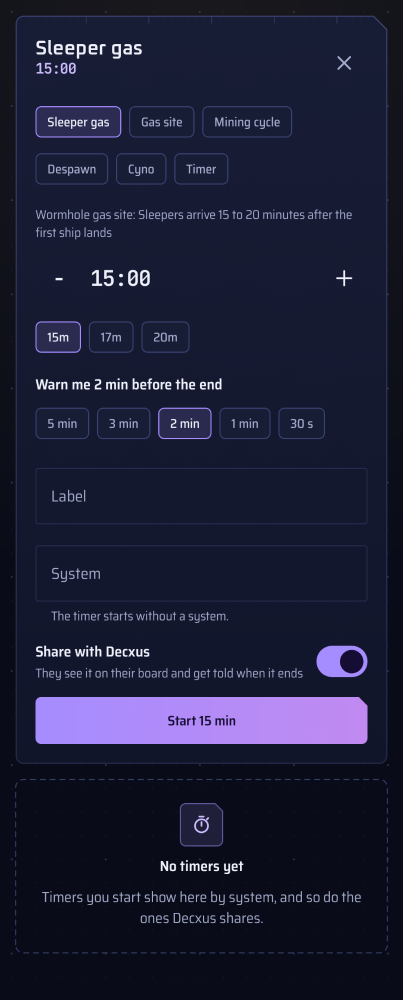 Sleeper gas
15:00
Sleeper gas
Gas site
Mining cycle
Despawn
Cyno
Timer
Wormhole gas site: Sleepers arrive 15 to 20 minutes after the
first ship lands
- 15:00 +
15m
17m
20m
Warn me 2 min before the end
5 min
3 min
2 min
1 min
30 s
Label
System
The timer starts without a system.
Share with Decxus
They see it on their board and get told when it ends
Start 15 min
No timers yet
Timers you start show here by system, and so do the
ones Decxus shares.